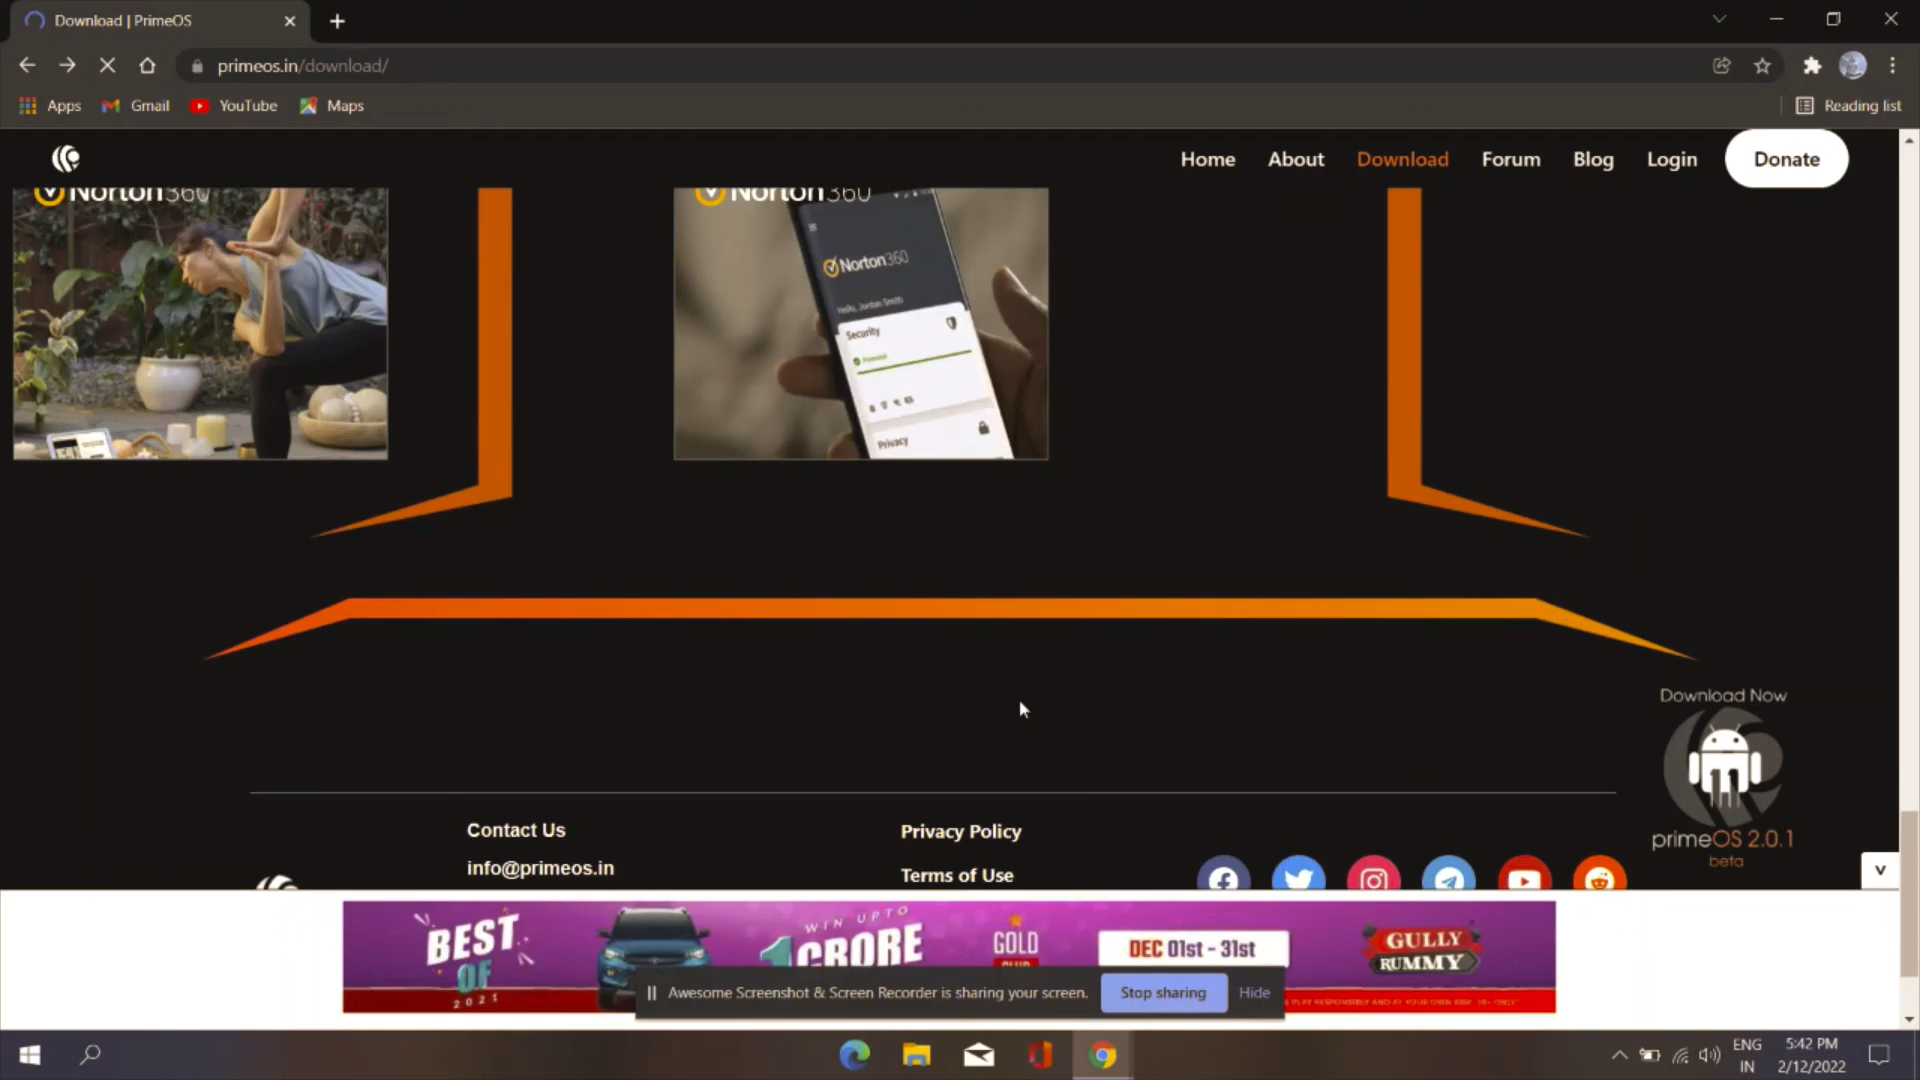 Download | PrimeOS
primeos.in/download/
Apps Gmail YouTube Maps Reading list
Home About Download Forum Blog Login Donate
Norton360
Norton360
Norton360
Hello, Jordan Smith
Security
Protected
Privacy
Download Now
primeOS 2.0.1
beta
Contact Us
info@primeos.in
Privacy Policy
Terms of Use
v
BEST
OF
2021
WIN UPTO
1 CRORE
GOLD
DEC 01st - 31st
GULLY
RUMMY
Awesome Screenshot & Screen Recorder is sharing your screen. Stop sharing Hide
ENG
IN
5:42 PM
2/12/2022